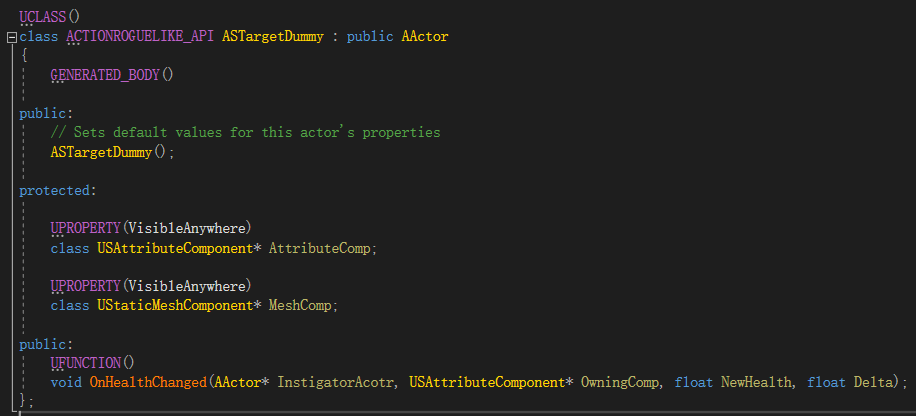 UCLASS()
class ACTIONROGUELIKE_API ASTargetDummy : public AActor
{
GENERATED_BODY()
public:
// Sets default values for this actor's properties
ASTargetDummy();
protected:
UPROPERTY(VisibleAnywhere)
class USAttributeComponent* AttributeComp;
UPROPERTY(VisibleAnywhere)
class UStaticMeshComponent* MeshComp;
public:
UFUNCTION()
void OnHealthChanged(AActor* InstigatorAcotr, USAttributeComponent* OwningComp, float NewHealth, float Delta);
};